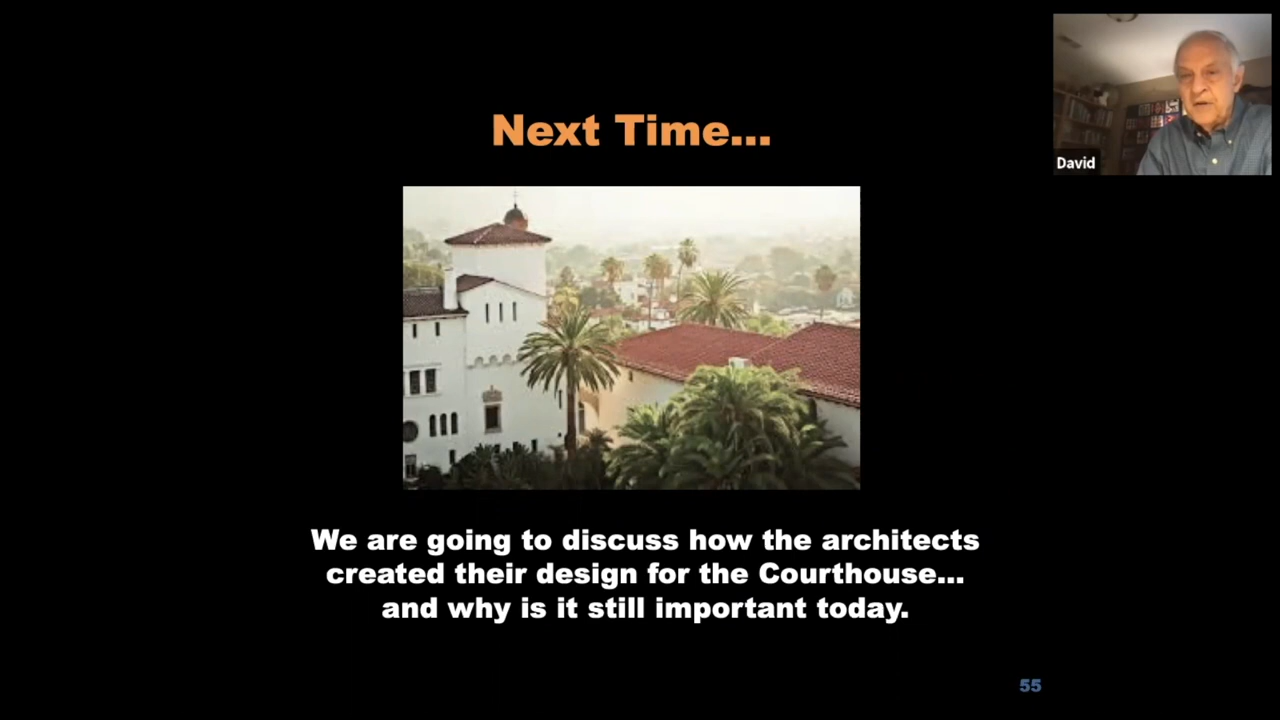 Next Time...
David
We are going to discuss how the architects
created their design for the Courthouse...
and why is it still important today.
55